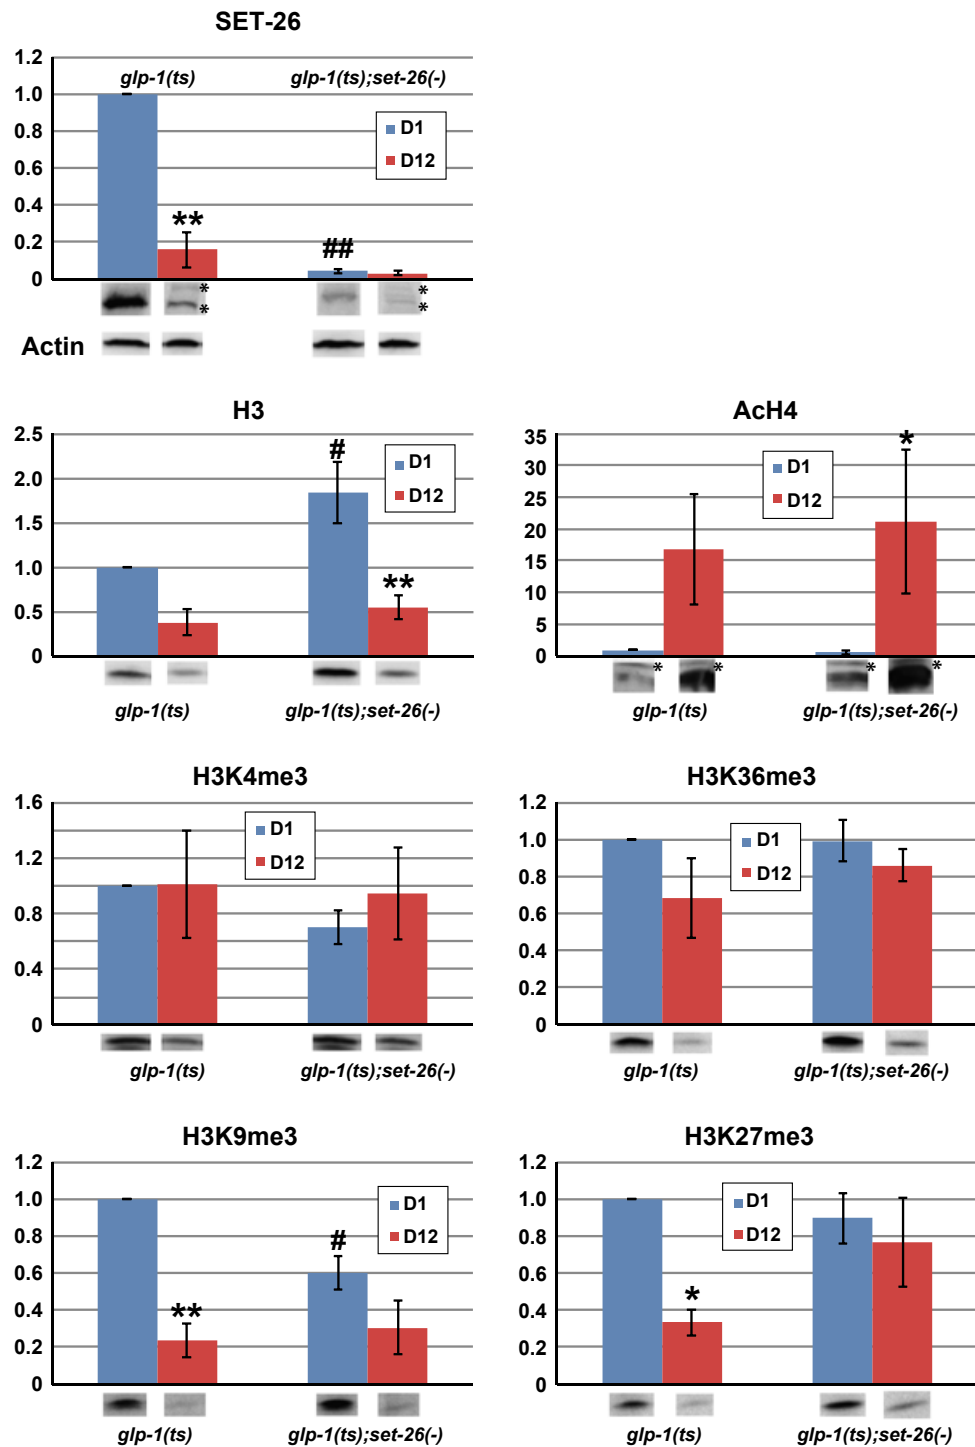 SET-26
1.2
1.0
0.8
0.6
0.4
0.2
0
glp-1(ts)
glp-1(ts);set-26(-)
D1
D12
**
##
*
*
*
*
Actin
H3
2.5
2.0
1.5
1.0
0.5
0
#
D1
D12
**
glp-1(ts)
glp-1(ts);set-26(-)
AcH4
35
30
25
20
15
10
5
0
D1
D12
*
*
*
*
*
glp-1(ts)
glp-1(ts);set-26(-)
H3K4me3
1.6
1.2
0.8
0.4
0
D1
D12
glp-1(ts)
glp-1(ts);set-26(-)
H3K36me3
1.2
1.0
0.8
0.6
0.4
0.2
0
D1
D12
glp-1(ts)
glp-1(ts);set-26(-)
H3K9me3
1.2
1.0
0.8
0.6
0.4
0.2
0
D1
D12
**
#
glp-1(ts)
glp-1(ts);set-26(-)
H3K27me3
1.2
1.0
0.8
0.6
0.4
0.2
0
D1
D12
*
glp-1(ts)
glp-1(ts);set-26(-)